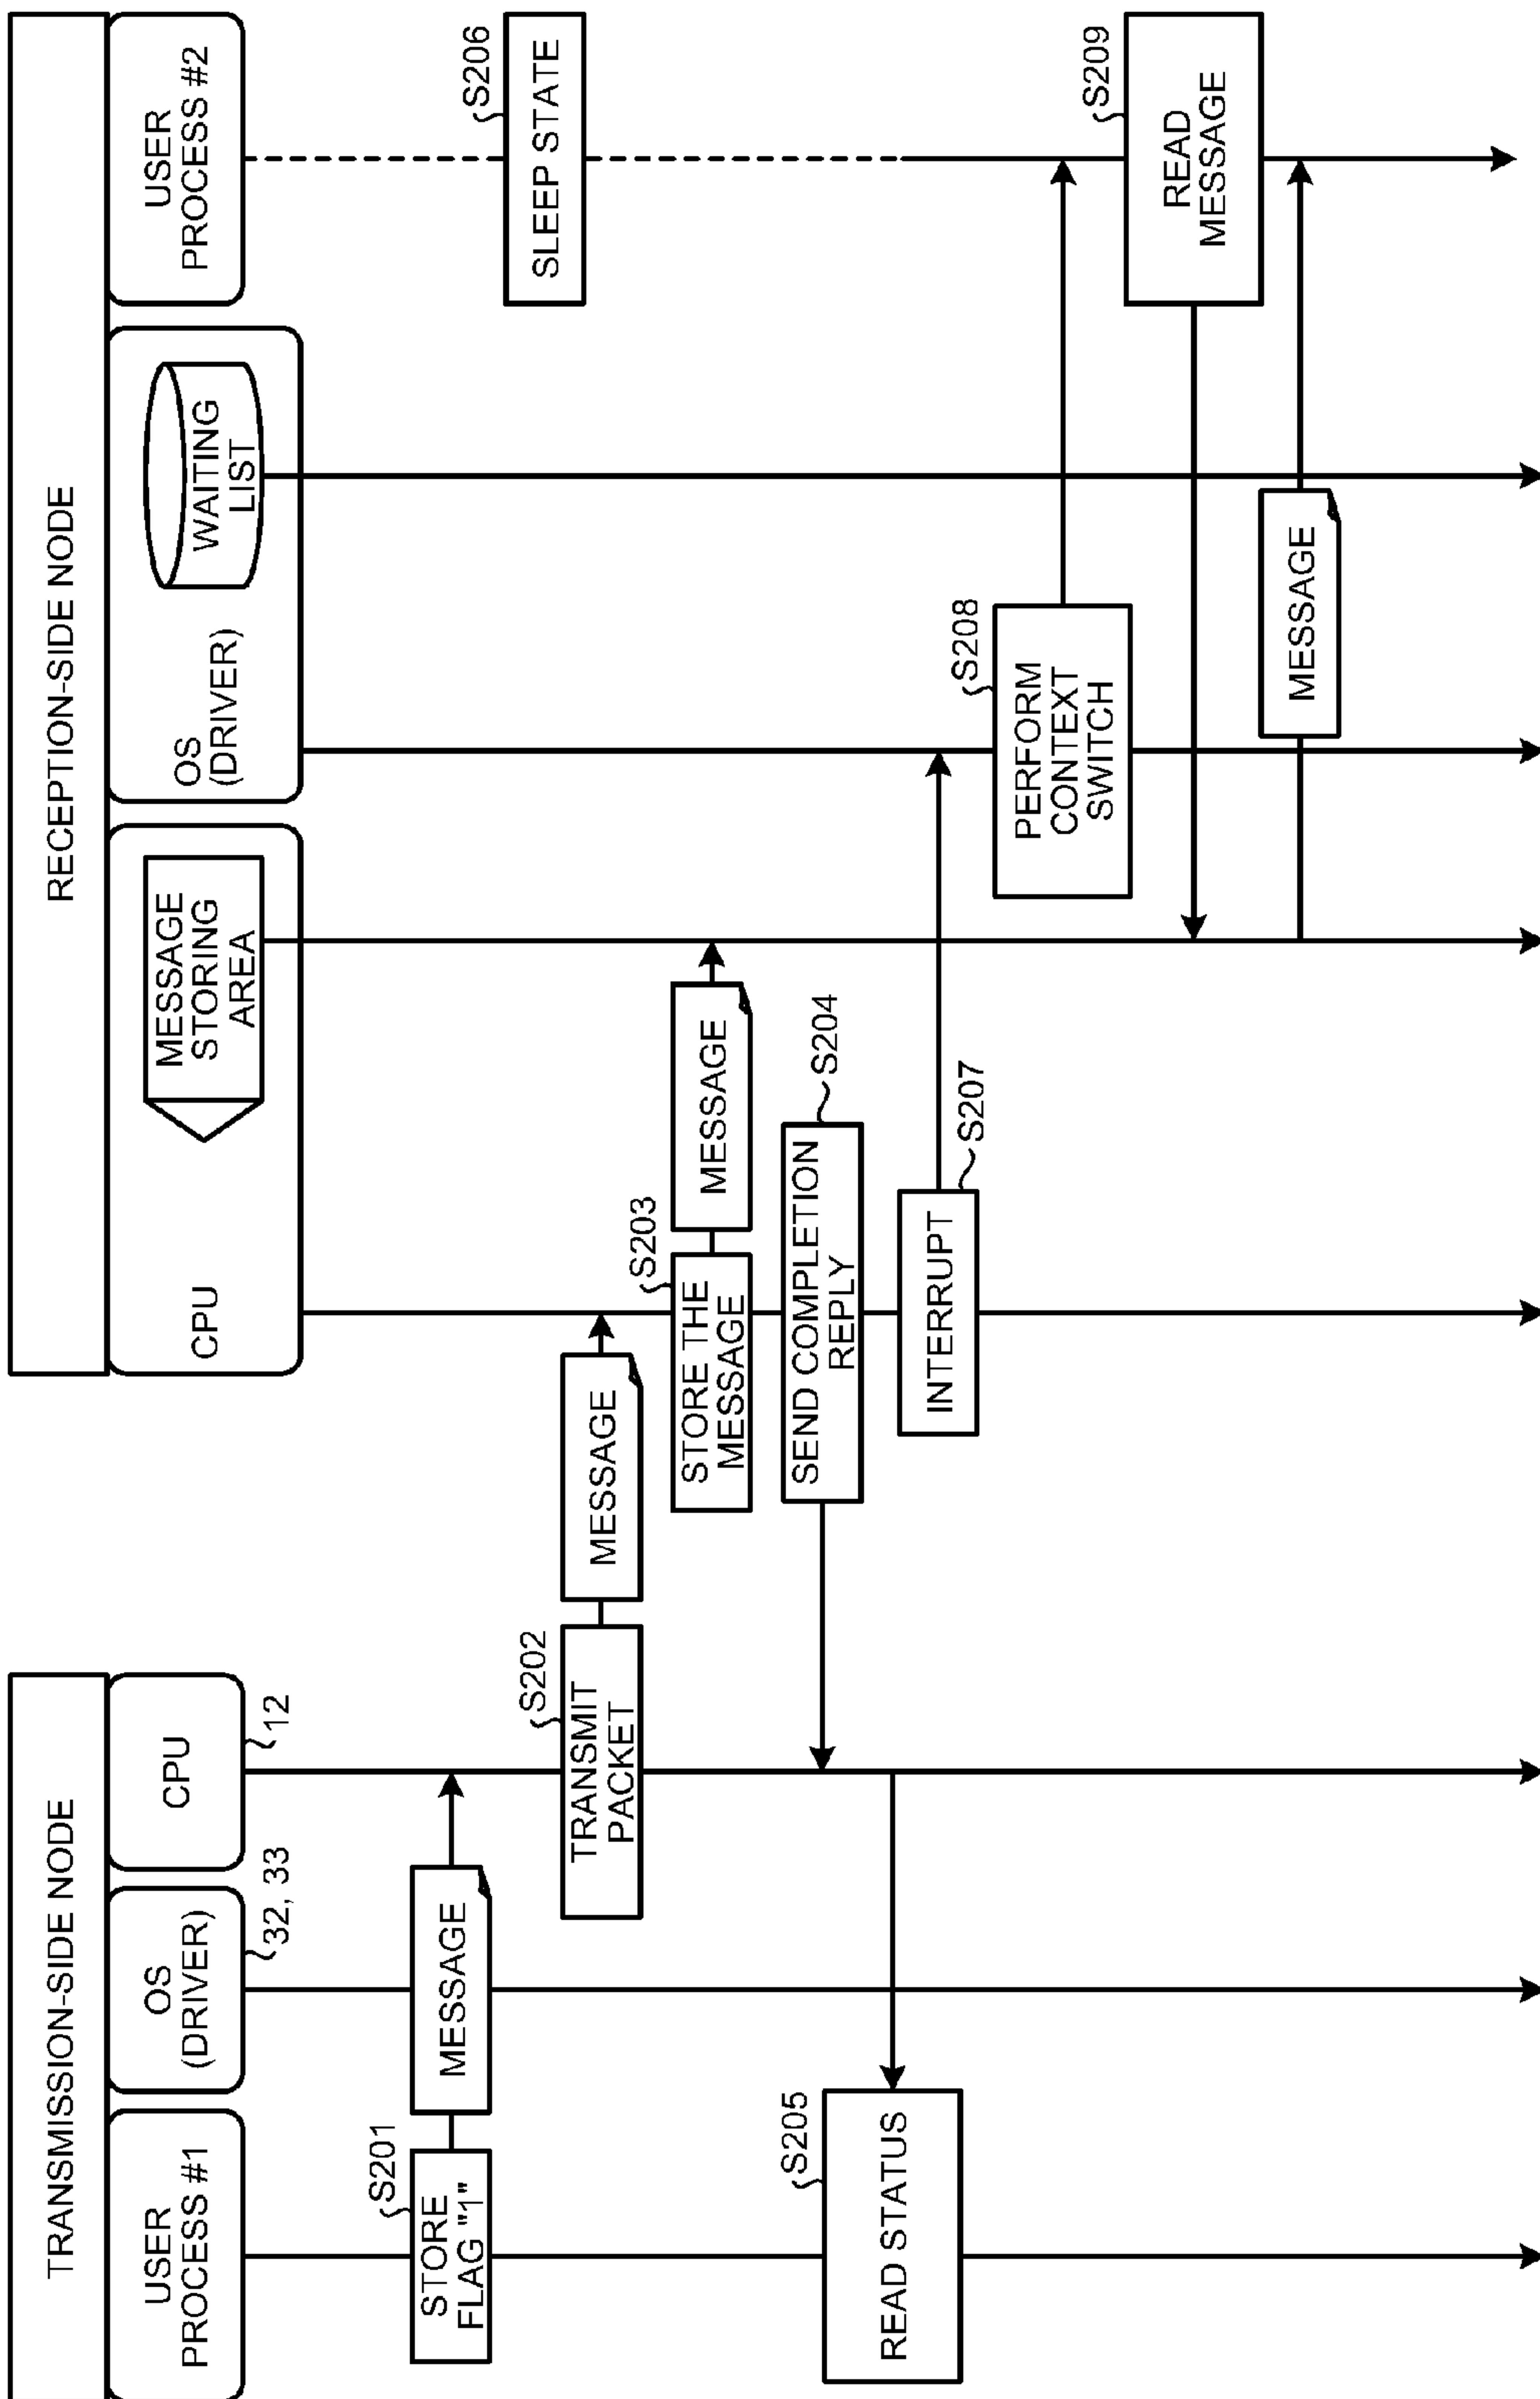 TRANSMISSION-SIDE NODE
RECEPTION-SIDE NODE
USER
PROCESS #1
OS
(DRIVER)
32, 33
CPU
12
CPU
MESSAGE
STORING
AREA
OS
(DRIVER)
WAITING
LIST
USER
PROCESS #2
S201
STORE
FLAG "1"
MESSAGE
S206
SLEEP STATE
S202
TRANSMIT
PACKET
MESSAGE
S203
STORE THE
MESSAGE
MESSAGE
S204
SEND COMPLETION
REPLY
S205
READ STATUS
S207
INTERRUPT
S208
PERFORM
CONTEXT
SWITCH
S209
READ
MESSAGE
MESSAGE